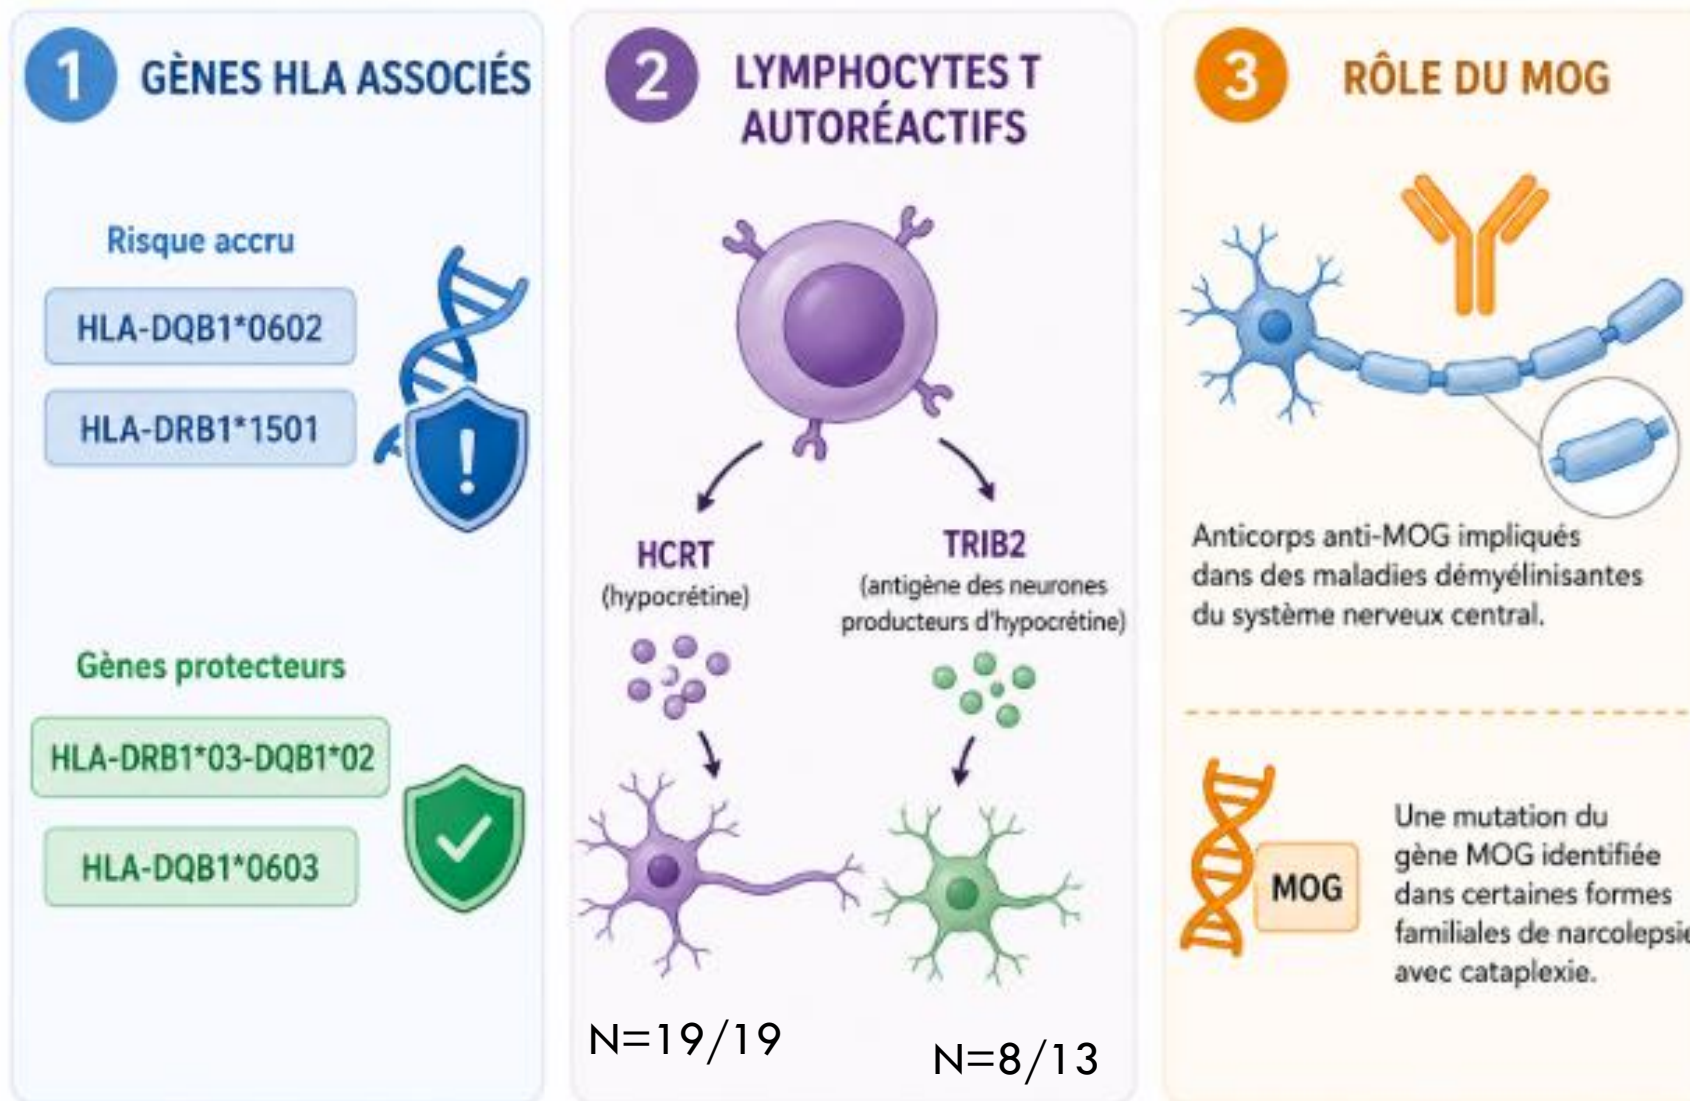 1
GÈNES HLA ASSOCIÉS
Risque accru
HLA-DQB1*0602
HLA-DRB1*1501
!
Gènes protecteurs
HLA-DRB1*03-DQB1*02
HLA-DQB1*0603
2
LYMPHOCYTES T
AUTORÉACTIFS
HCRT
(hypocrétine)
TRIB2
(antigène des neurones
producteurs d'hypocrétine)
N=19/19
N=8/13
3
RÔLE DU MOG
Anticorps anti-MOG impliqués
dans des maladies démyélinisantes
du système nerveux central.
MOG
Une mutation du
gène MOG identifiée
dans certaines formes
familiales de narcolepsie
avec cataplexie.